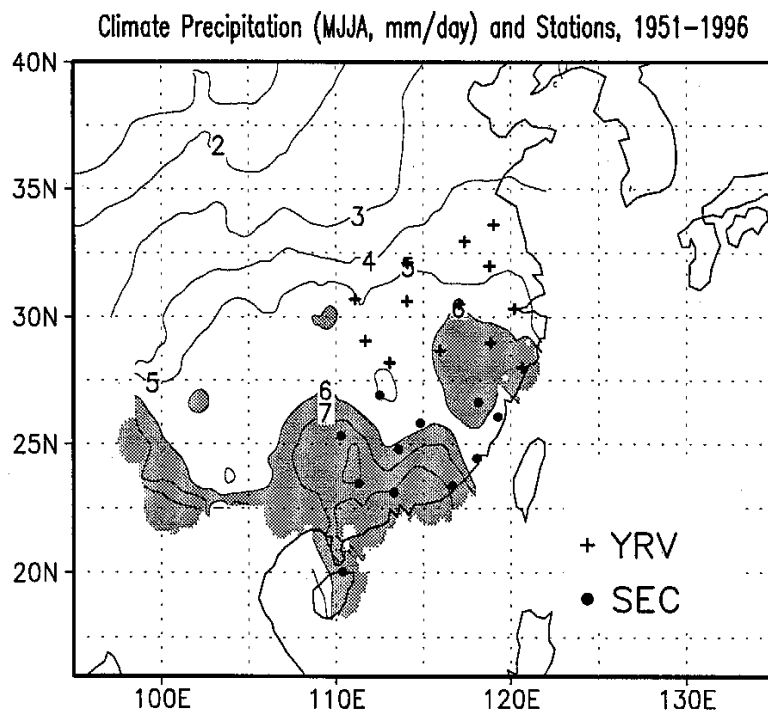 Climate Precipitation (MJJA, mm/day) and Stations, 1951-1996
40N
2
35N
3
4
5
30N
6
5
6
7
25N
YRV
20N
SEC
100E 110E 120E 130E